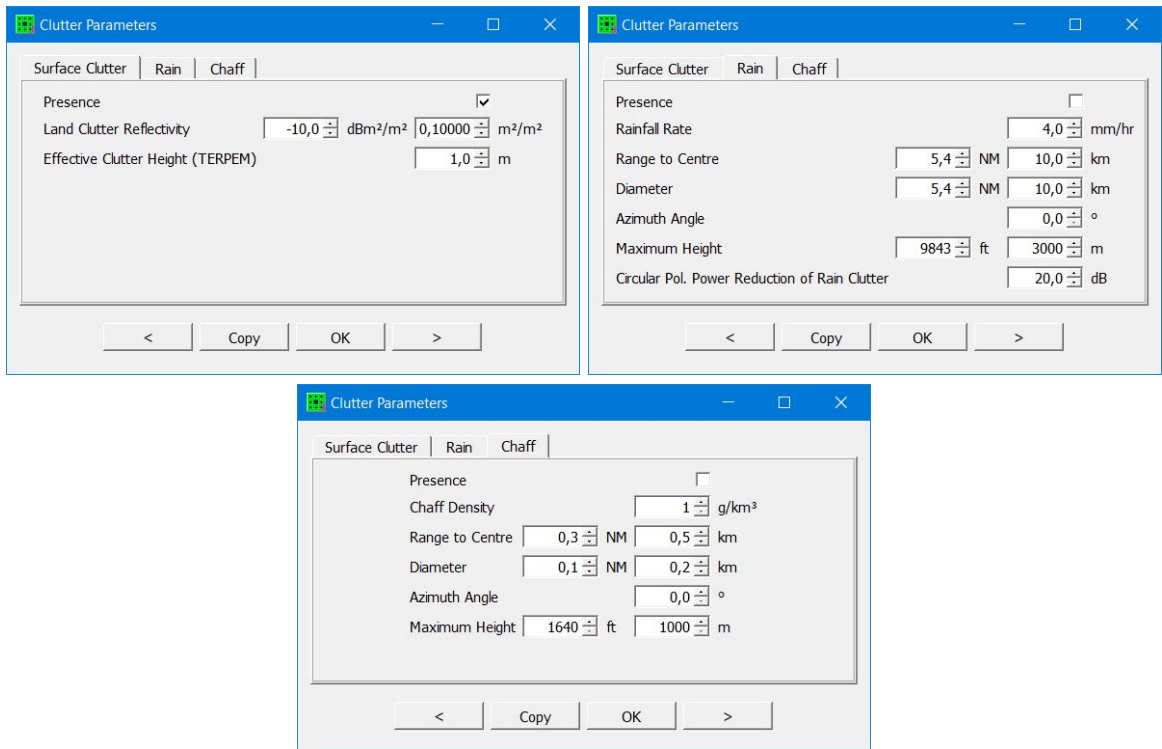 Clutter Parameters
Surface Clutter Rain Chaff
Presence
Land Clutter Reflectivity -10,0 dBm²/m² 0,10000 m²/m²
Effective Clutter Height (TERPEM) 1,0 m
< Copy OK >
Clutter Parameters
Surface Clutter Rain Chaff
Presence
Rainfall Rate 4,0 mm/hr
Range to Centre 5,4 NM 10,0 km
Diameter 5,4 NM 10,0 km
Azimuth Angle 0,0 º
Maximum Height 9843 ft 3000 m
Circular Pol. Power Reduction of Rain Clutter 20,0 dB
< Copy OK >
Clutter Parameters
Surface Clutter Rain Chaff
Presence
Chaff Density 1 g/km³
Range to Centre 0,3 NM 0,5 km
Diameter 0,1 NM 0,2 km
Azimuth Angle 0,0 º
Maximum Height 1640 ft 1000 m
< Copy OK >